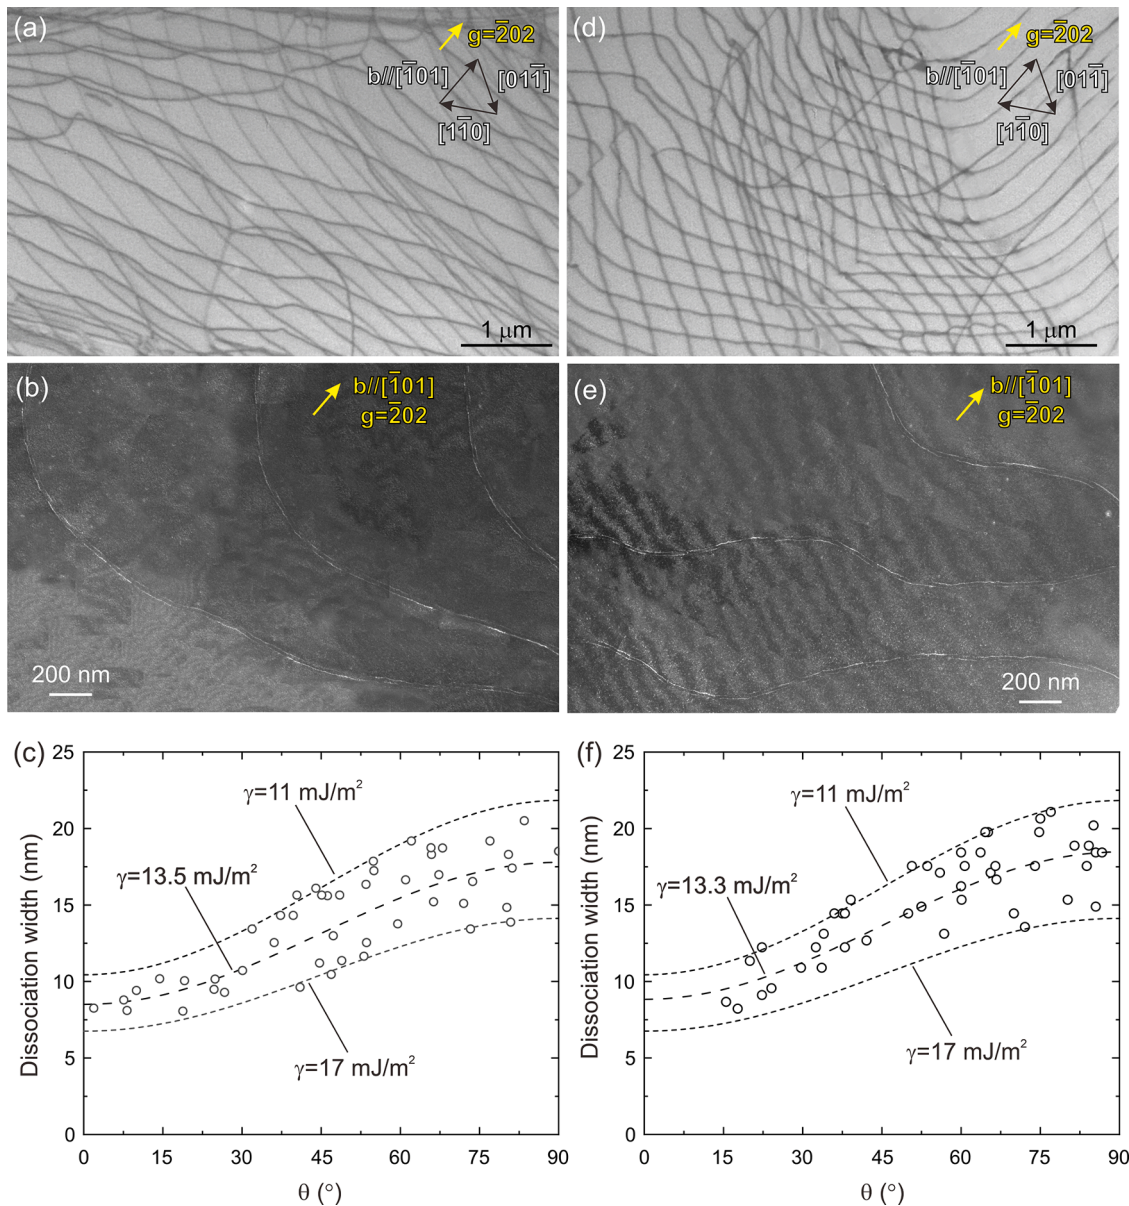 (a)
g=2̅02
b//[1̅01]
[011̅]
[11̅0]
1 μm
(d)
g=2̅02
b//[1̅01]
[011̅]
[11̅0]
1 μm
(b)
b//[1̅01]
g=2̅02
200 nm
(e)
b//[1̅01]
g=2̅02
200 nm
(c)
25
20
15
10
5
0
Disssociation width (nm)
γ=11 mJ/m²
γ=13.5 mJ/m²
γ=17 mJ/m²
0 15 30 45 60 75 90
θ (°)
(f)
25
20
15
10
5
0
Dissociation width (nm)
γ=11 mJ/m²
γ=13.3 mJ/m²
γ=17 mJ/m²
0 15 30 45 60 75 90
θ (°)